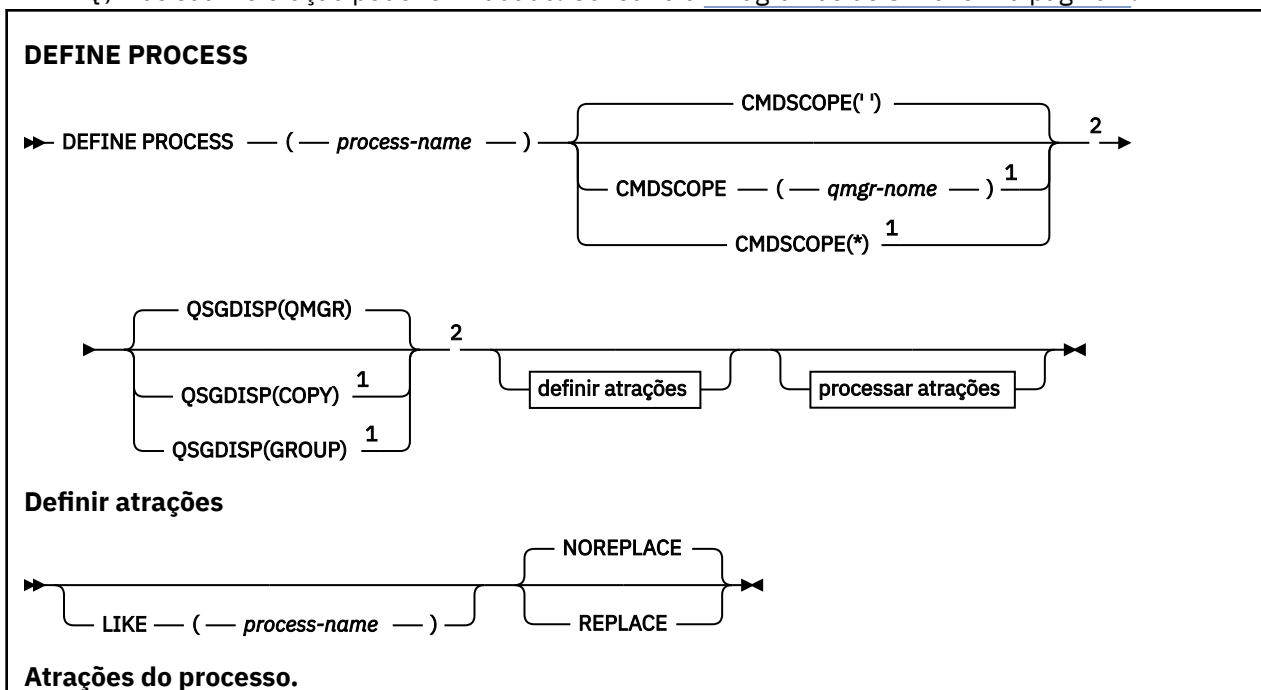 DEFINE PROCESS
CMDSCOPE(' ')
DEFINE PROCESS ( process-name ) 2
CMDSCOPE ( qmgr-nome ) 1
CMDSCOPE(*) 1
QSGDISP(QMGR) 2
QSGDISP(COPY) 1
QSGDISP(GROUP) 1
definir atrações processar atrações
Definir atrações
NOREPLACE
LIKE ( process-name ) REPLACE
Atrações do processo.